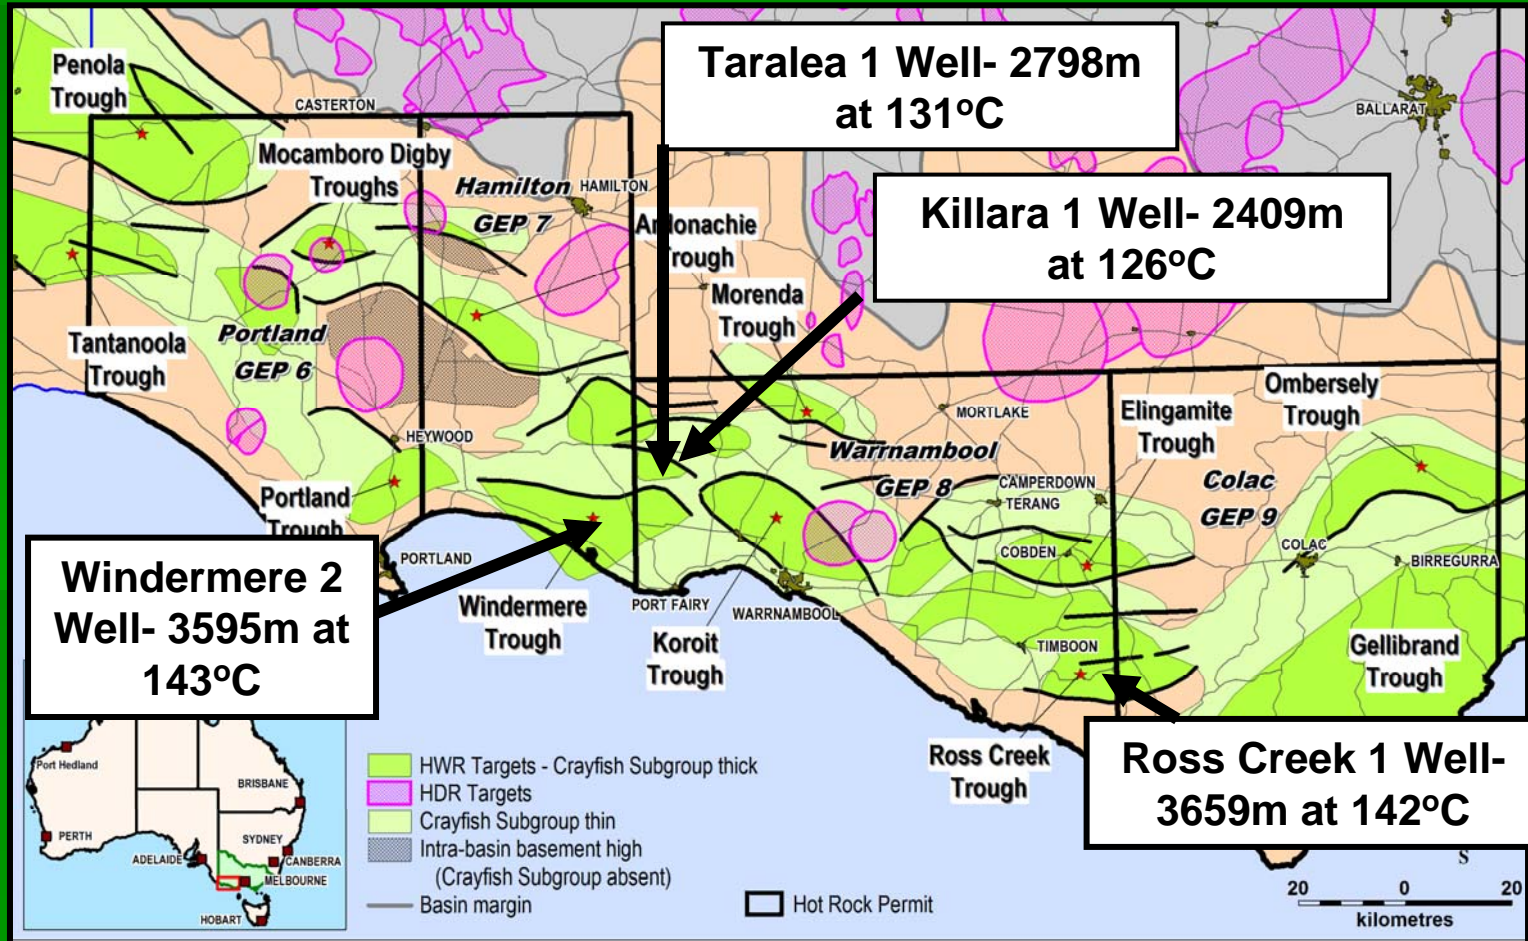 Penola
Trough
CASTERTON
Taralea 1 Well- 2798m
at 131ºC
BALLARAT
Mocamboro Digby
Troughs
Hamilton
GEP 7
HAMILTON
Killara 1 Well- 2409m
at 126ºC
Trough
Morenda
Trough
Tantanoola
Trough
Portland
GEP 6
Ombersely
Trough
Elingamite
Trough
MORTLAKE
HEYWOOD
Warrnambool
GEP 8
CAMPERDOWN
TERANG
Colac
GEP 9
Portland
Trough
COBDEN
COLAC
BIRREGURRA
PORTLAND
Windermere 2
Well- 3595m at
143ºC
Windermere
Trough
PORT FAIRY
WARRNAMBOOL
Koroit
Trough
TIMBOON
Gellibrand
Trough
Ross Creek
Trough
Ross Creek 1 Well-
3659m at 142ºC
Port Hedland
BRISBANE
PERTH
SYDNEY
ADELAIDE
CANBERRA
MELBOURNE
HOBART
HWR Targets - Crayfish Subgroup thick
HDR Targets
Crayfish Subgroup thin
Intra-basin basement high
(Crayfish Subgroup absent)
Basin margin
Hot Rock Permit
S
20 0 20
kilometres